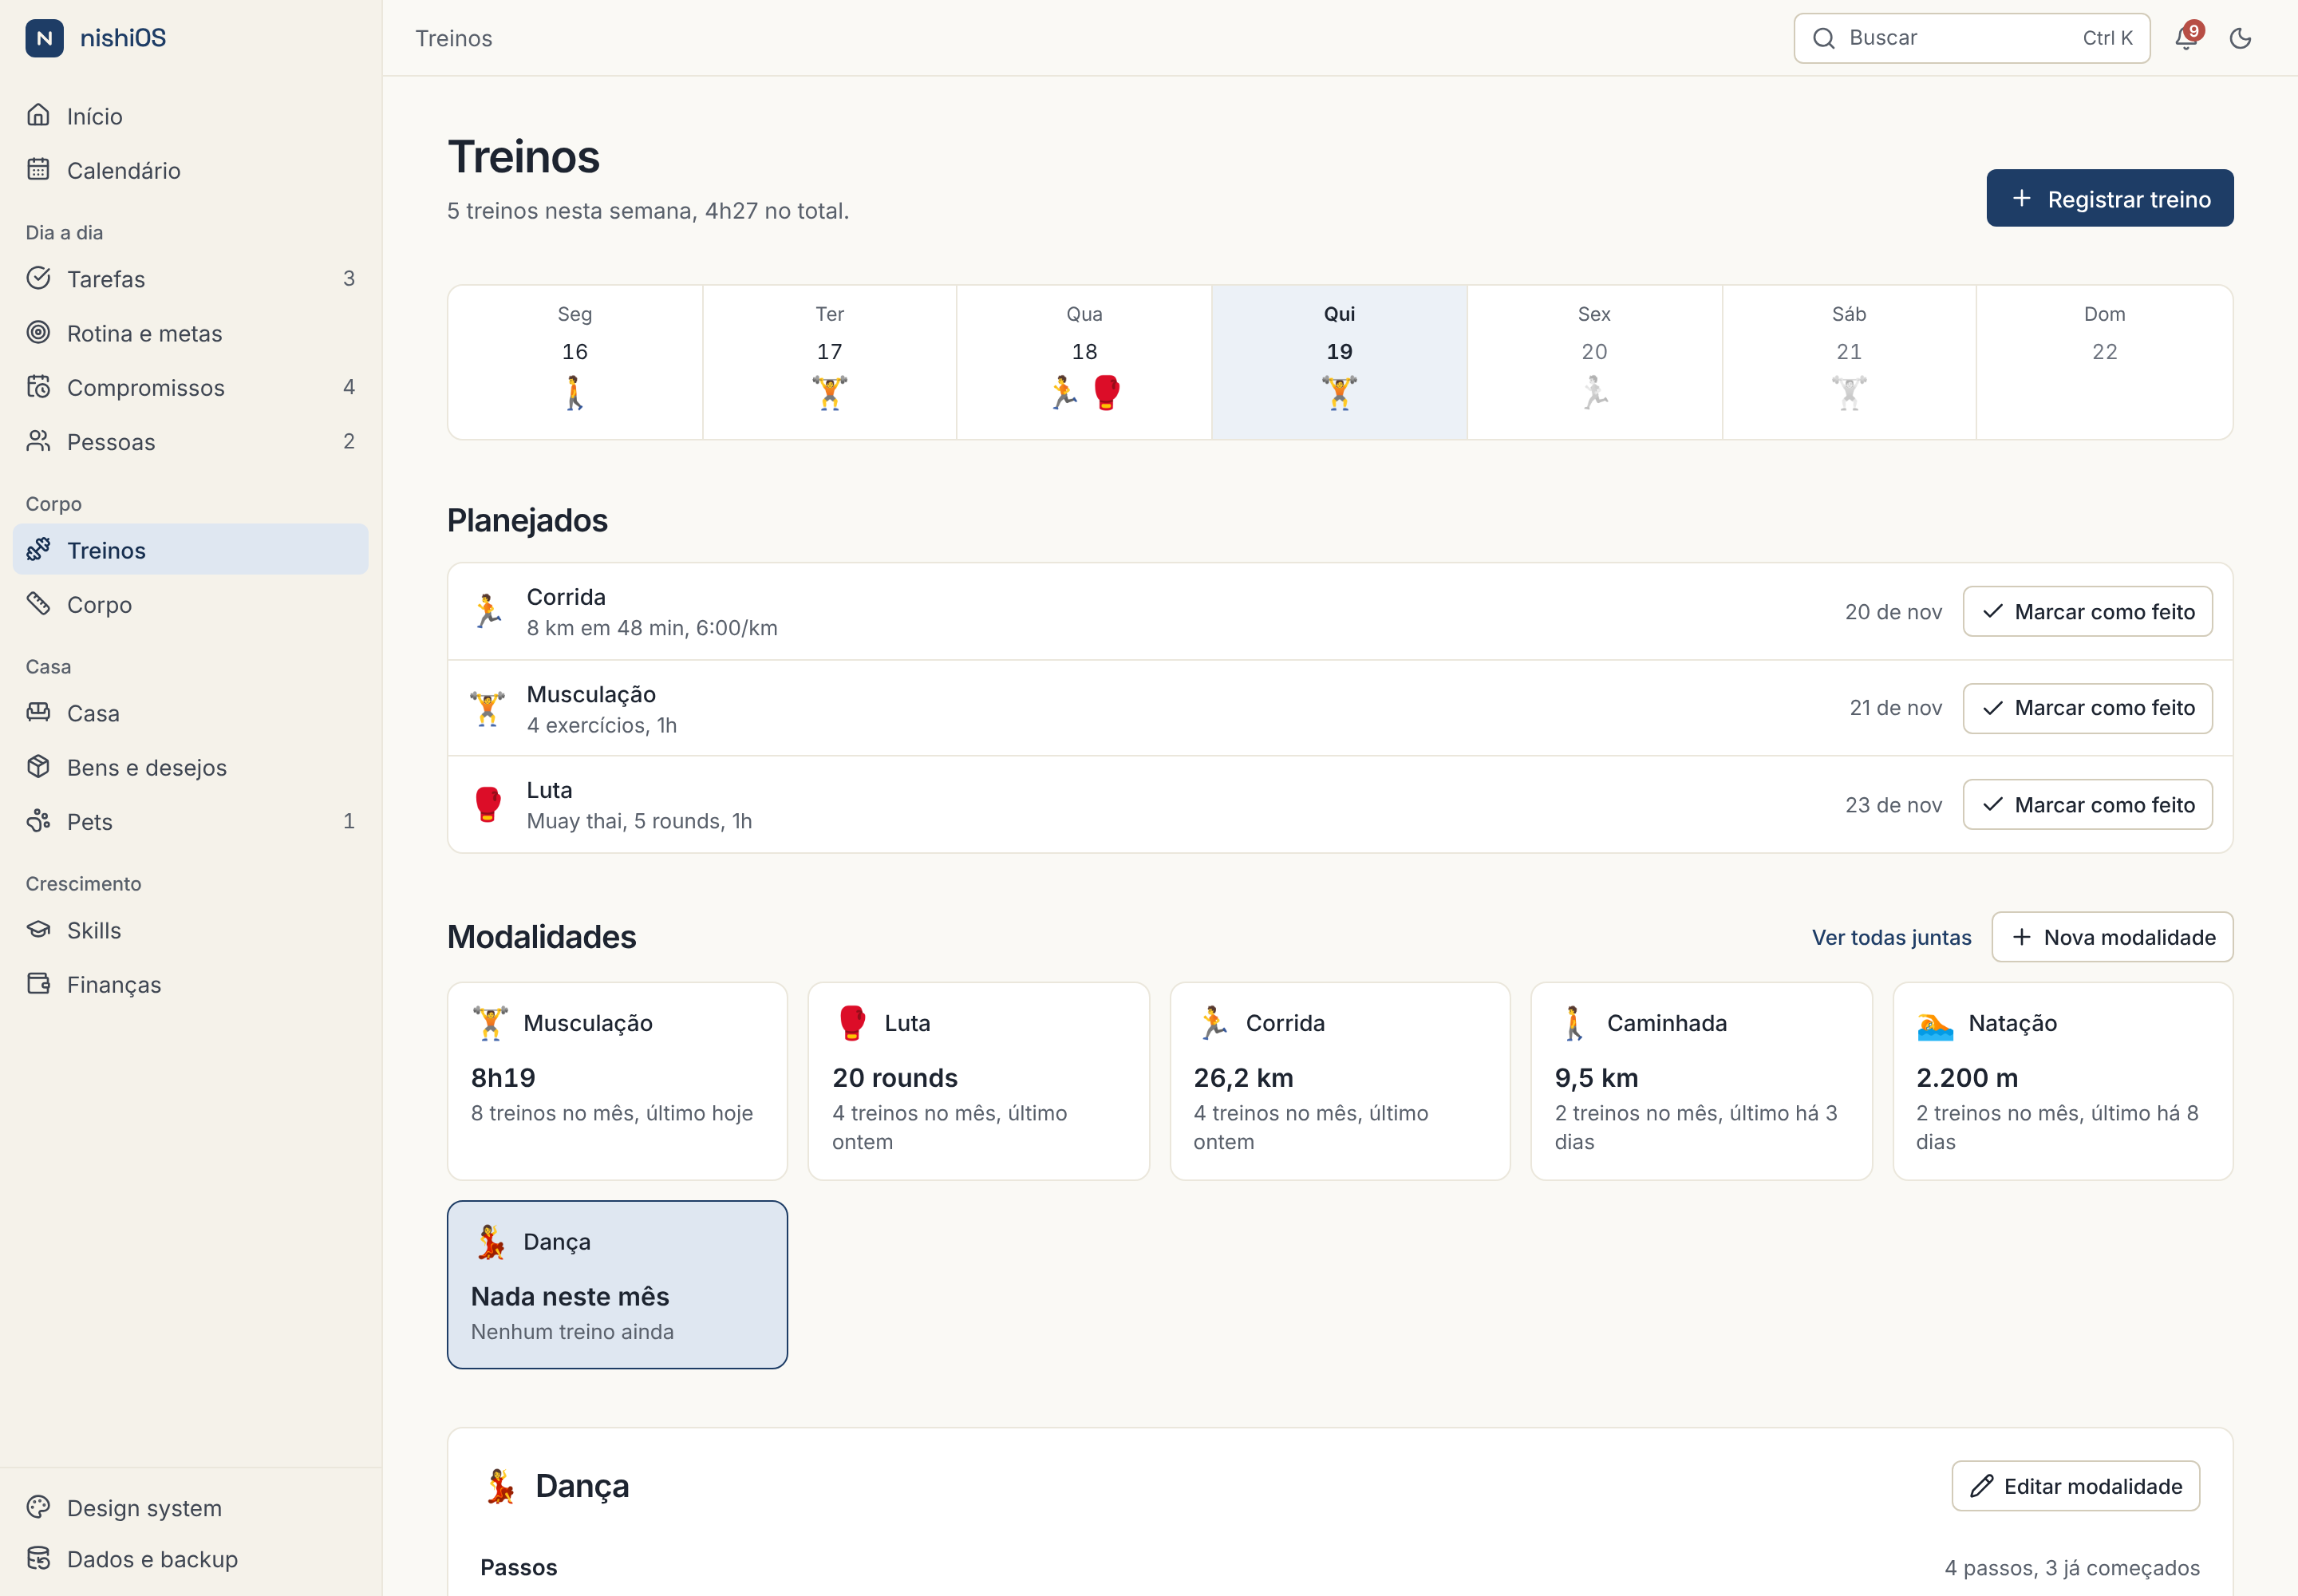 N nishiOS
Início
Calendário
Dia a dia
Tarefas 3
Rotina e metas
Compromissos 4
Pessoas 2
Corpo
Treinos
Corpo
Casa
Casa
Bens e desejos
Pets 1
Crescimento
Skills
Finanças
Design system
Dados e backup
Treinos
Buscar Ctrl K
9
Treinos
5 treinos nesta semana, 4h27 no total.
+ Registrar treino
Seg Ter Qua Qui Sex Sáb Dom
16 17 18 19 20 21 22
Planejados
Corrida
8 km em 48 min, 6:00/km
20 de nov Marcar como feito
Musculação
4 exercícios, 1h
21 de nov Marcar como feito
Luta
Muay thai, 5 rounds, 1h
23 de nov Marcar como feito
Modalidades
Ver todas juntas + Nova modalidade
Musculação
8h19
8 treinos no mês, último hoje
Luta
20 rounds
4 treinos no mês, último
ontem
Corrida
26,2 km
4 treinos no mês, último
ontem
Caminhada
9,5 km
2 treinos no mês, último há 3
dias
Natação
2.200 m
2 treinos no mês, último há 8
dias
Dança
Nada neste mês
Nenhum treino ainda
Dança
Editar modalidade
Passos
4 passos, 3 já começados